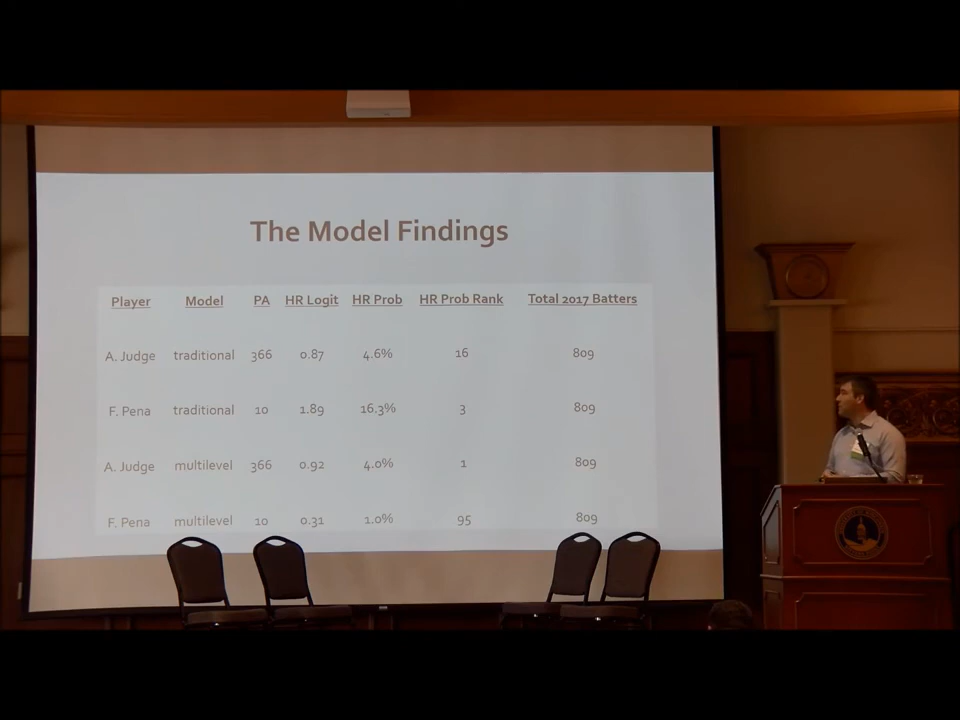 The Model Findings
Player Model PA HR Logit HR Prob HR Prob Rank Total 2017 Batters
A. Judge traditional 366 0.87 4.6% 16 809
F. Pena traditional 10 1.89 16.3% 3 809
A. Judge multilevel 366 0.92 4.0% 1 809
F. Pena multilevel 10 0.31 1.0% 95 809